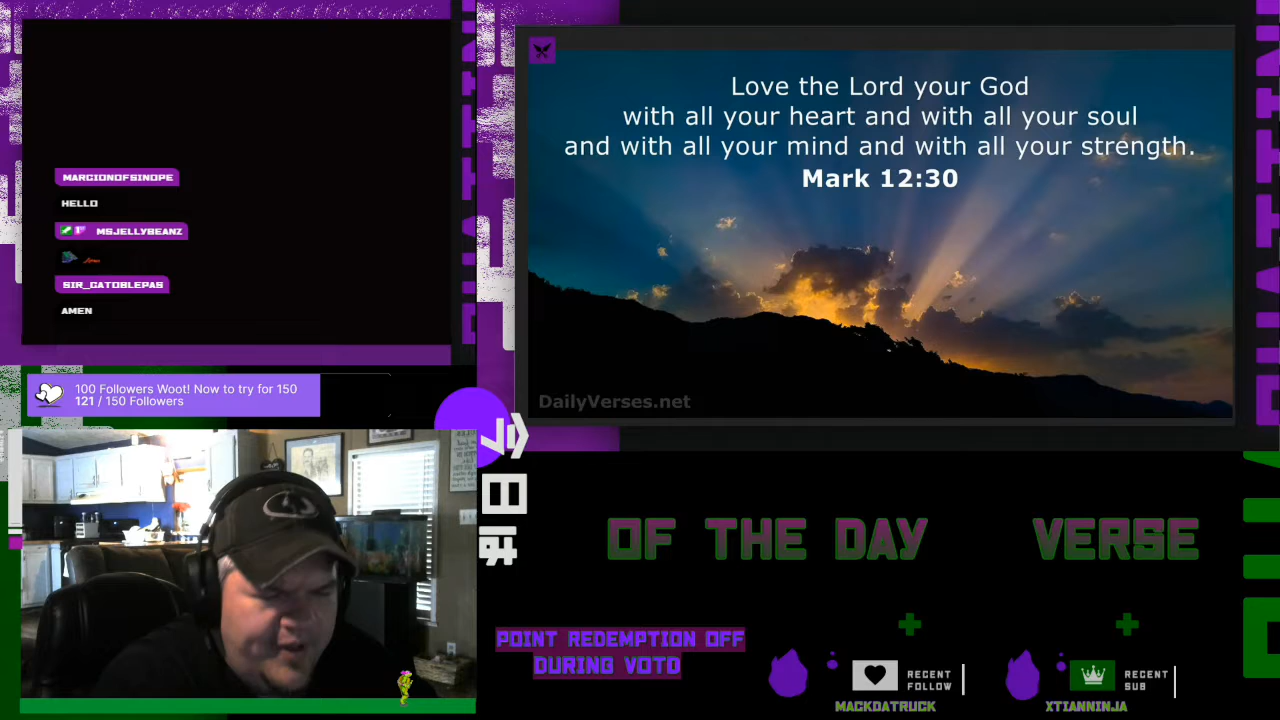 MARCIONOFSINOPE
HELLO
MSJELLYBEANZ
SIR_CATOBLEPAS
AMEN
100 Followers Woot! Now to try for 150
121 / 150 Followers
Love the Lord your God
with all your heart and with all your soul
and with all your mind and with all your strength.
Mark 12:30
DailyVerses.net
OF THE DAY VERSE
POINT REDEMPTION OFF
DURING VOTD
RECENT
FOLLOW
MACKDATRUCK
RECENT
SUB
XTIANNINJA